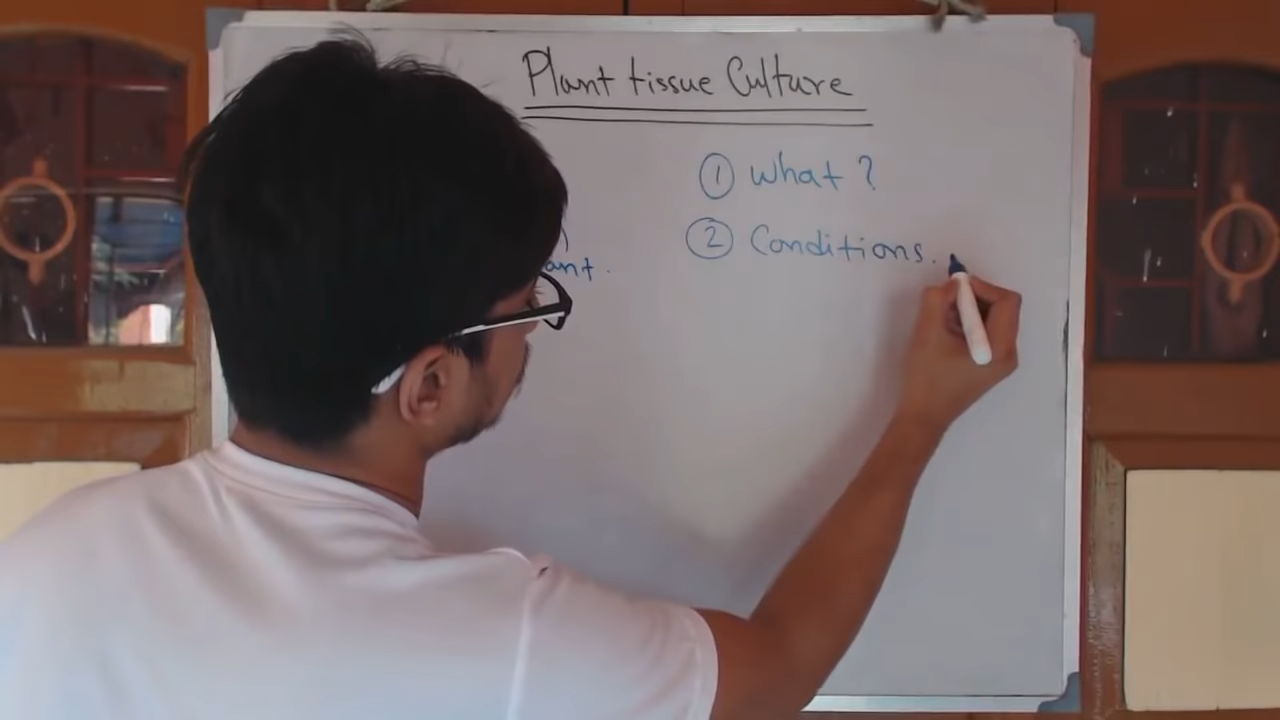 Plant tissue Culture
① What?
② Conditions.
ant.